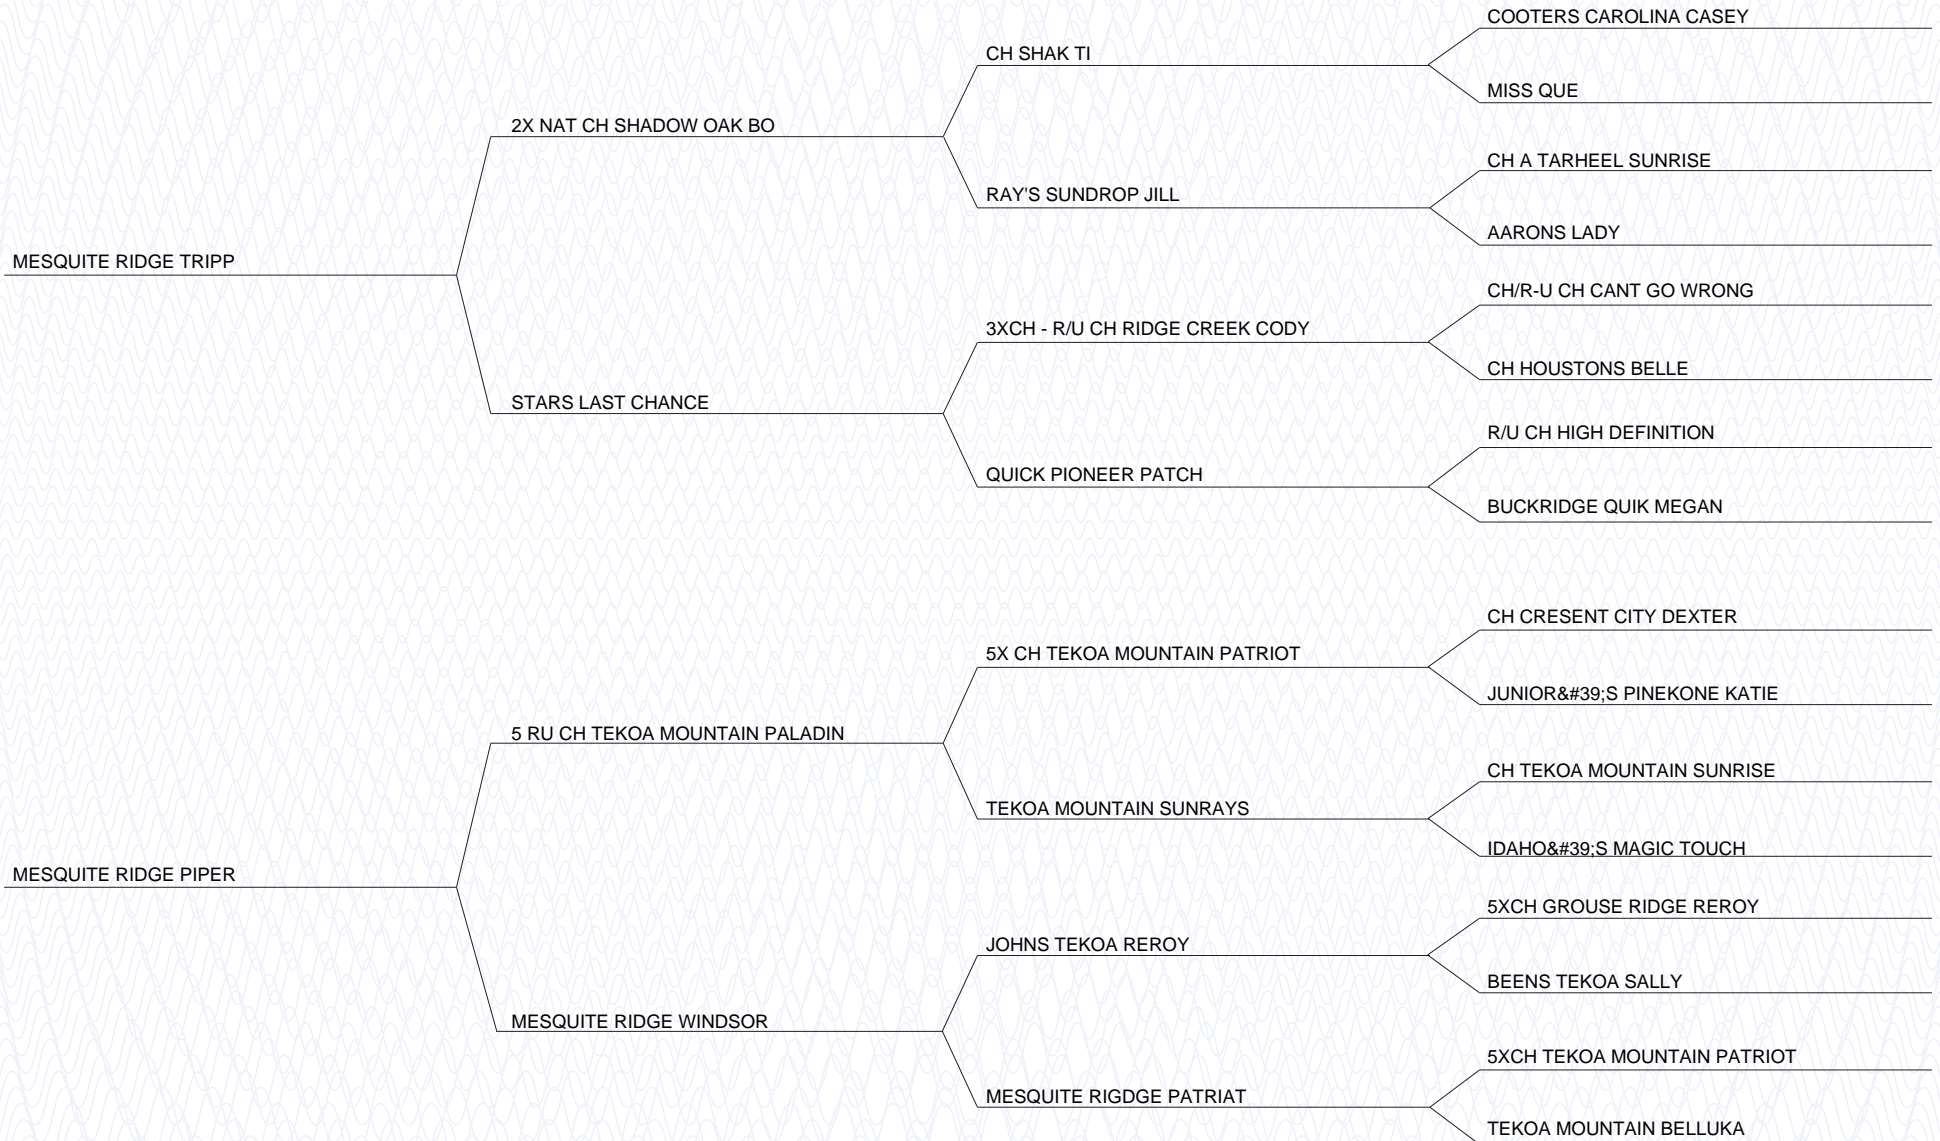 COOTERS CAROLINA CASEY
CH SHAK TI
MISS QUE
2X NAT CH SHADOW OAK BO
CH A TARHEEL SUNRISE
RAY'S SUNDROP JILL
AARONS LADY
MESQUITE RIDGE TRIPP
CH/R-U CH CANT GO WRONG
3XCH - R/U CH RIDGE CREEK CODY
CH HOUSTONS BELLE
STARS LAST CHANCE
R/U CH HIGH DEFINITION
QUICK PIONEER PATCH
BUCKRIDGE QUIK MEGAN
CH CRESENT CITY DEXTER
5X CH TEKOA MOUNTAIN PATRIOT
JUNIOR&#39;S PINEKONE KATIE
5 RU CH TEKOA MOUNTAIN PALADIN
CH TEKOA MOUNTAIN SUNRISE
TEKOA MOUNTAIN SUNRAYS
IDAHO&#39;S MAGIC TOUCH
MESQUITE RIDGE PIPER
5XCH GROUSE RIDGE REROY
JOHNS TEKOA REROY
BEENS TEKOA SALLY
MESQUITE RIDGE WINDSOR
5XCH TEKOA MOUNTAIN PATRIOT
MESQUITE RIGDGE PATRIAT
TEKOA MOUNTAIN BELLUKA